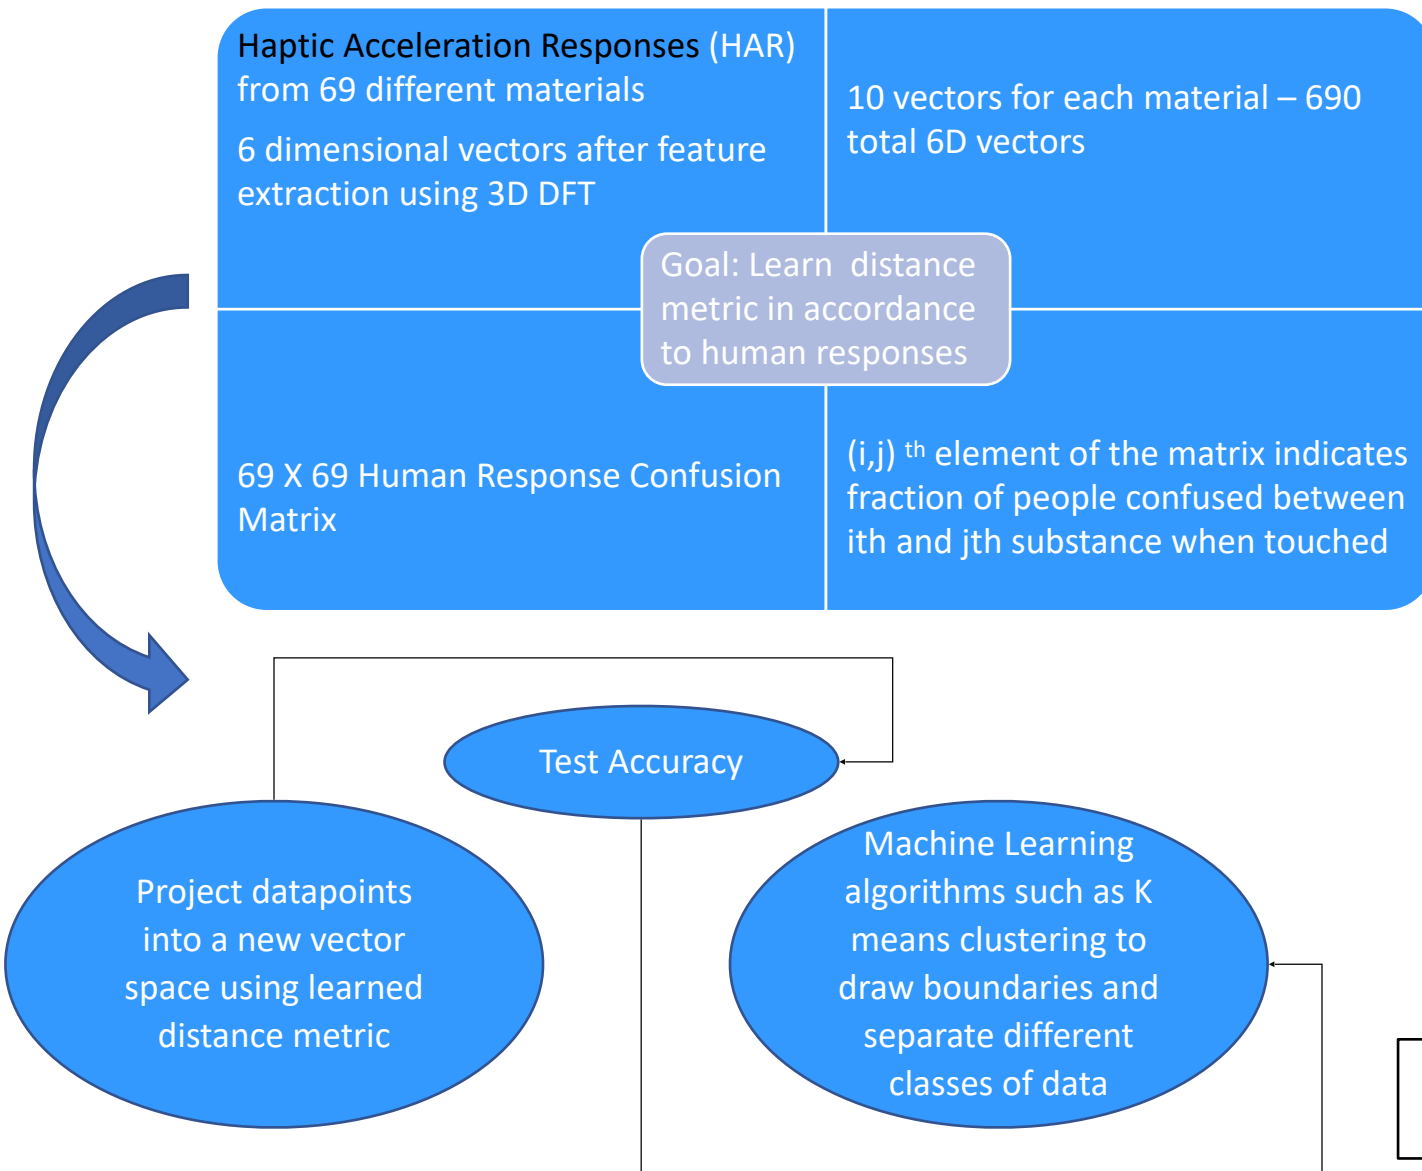 Haptic Acceleration Responses (HAR)
from 69 different materials
6 dimensional vectors after feature
extraction using 3D DFT
10 vectors for each material – 690
total 6D vectors
Goal: Learn  distance
metric in accordance
to human responses
69 X 69 Human Response Confusion
Matrix
(i,j) th element of the matrix indicates
fraction of people confused between
ith and jth substance when touched
Test Accuracy
Project datapoints
into a new vector
space using learned
distance metric
Machine Learning
algorithms such as K
means clustering to
draw boundaries and
separate different
classes of data